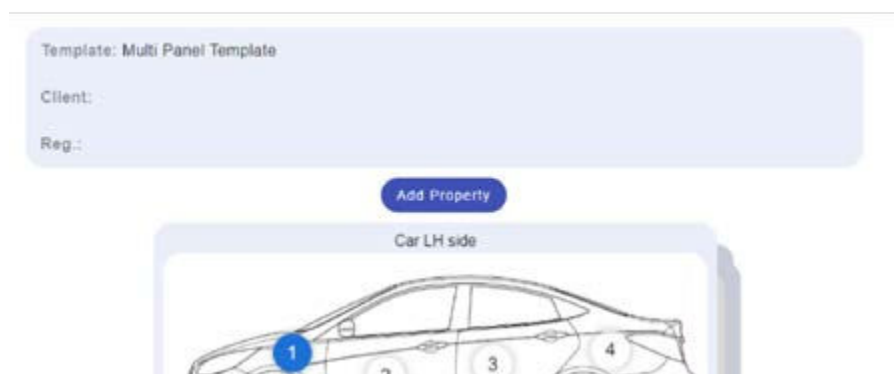 Template: Multi Panel Template
Client:
Reg.:
Add Property
Car LH side
1
3
4